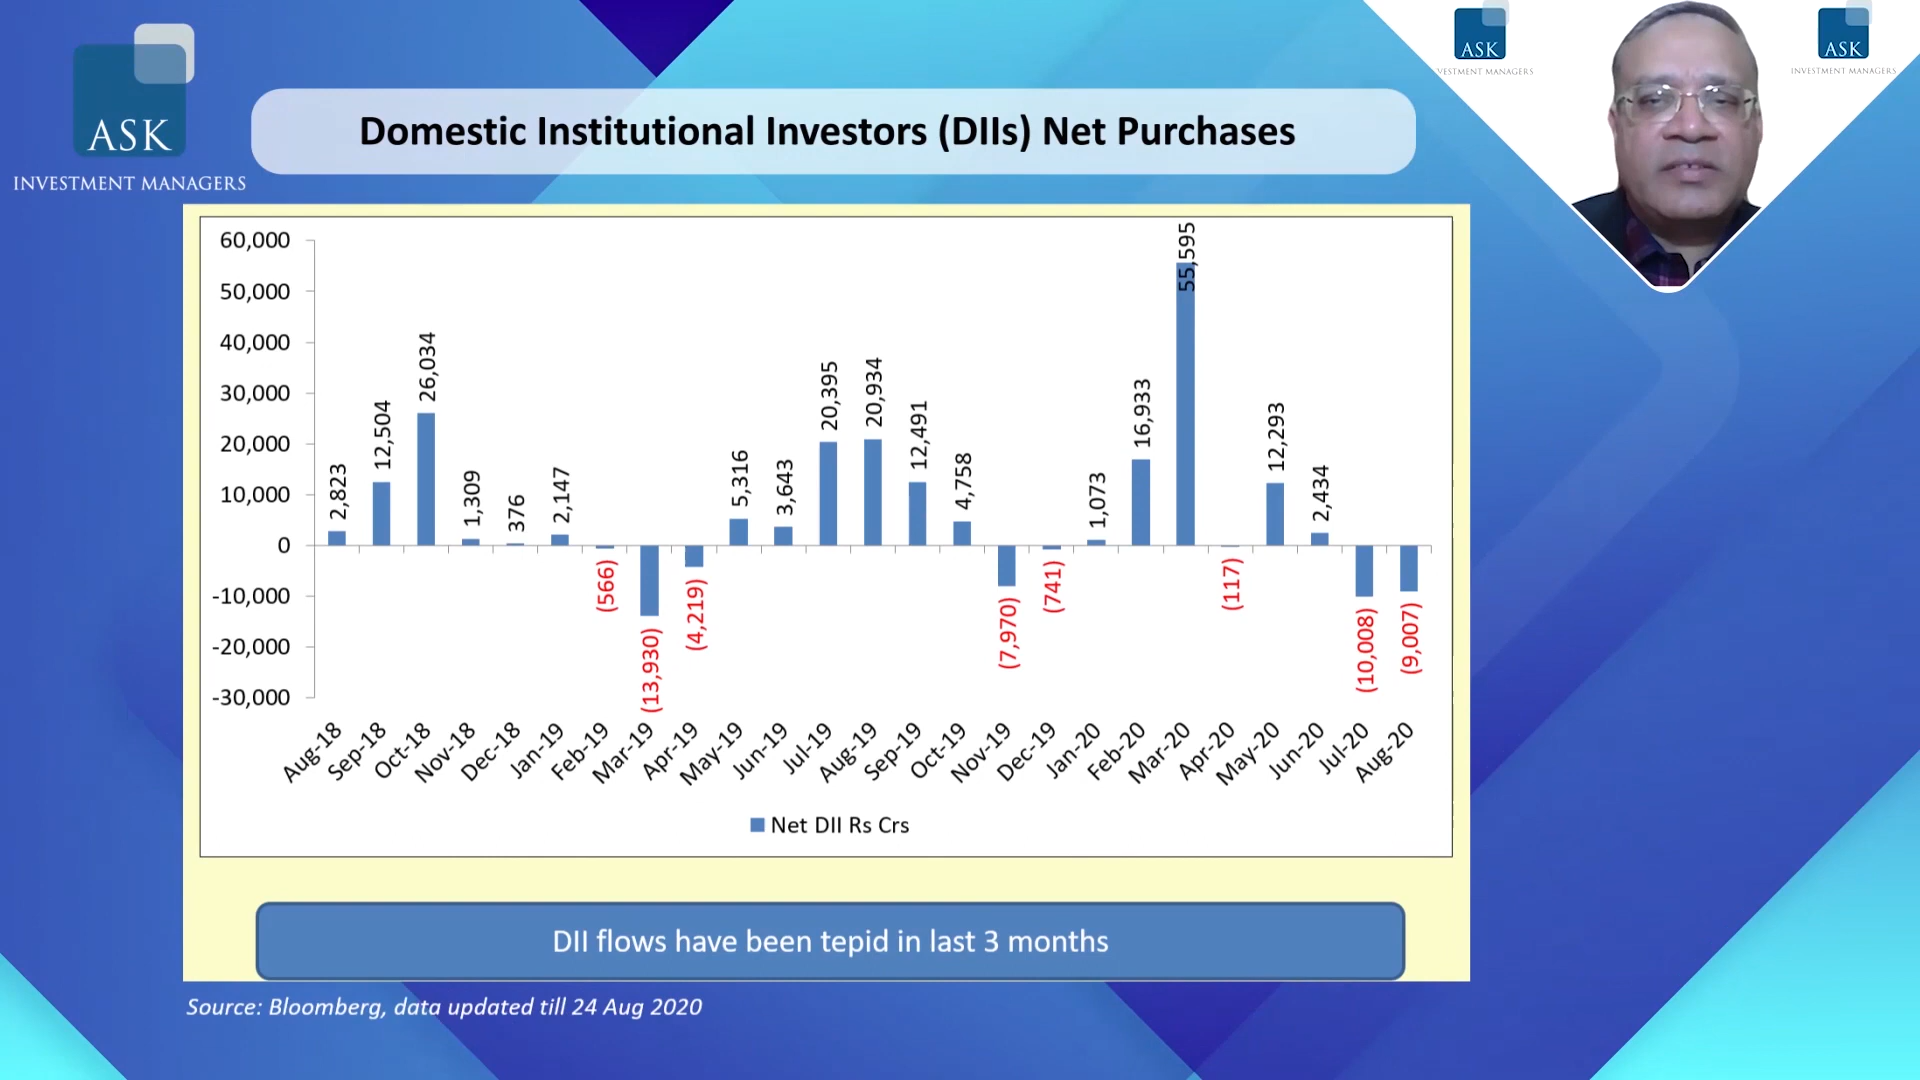 ASK
INVESTMENT MANAGERS
Domestic Institutional Investors (DIIs) Net Purchases
ASK
VESTMENT MANAGERS
ASK
INVESTMENT MANAGERS
60,000
50,000
40,000
30,000
20,000
10,000
0
-10,000
-20,000
-30,000
2,823
12,504
26,034
1,309
376
2,147
(566)
(13,930)
(4,219)
5,316
3,643
20,395
20,934
12,491
4,758
(7,970)
(741)
1,073
16,933
55,595
(117)
12,293
2,434
(10,008)
(9,007)
Aug-18
Sep-18
Oct-18
Nov-18
Dec-18
Jan-19
Feb-19
Mar-19
Apr-19
May-19
Jun-19
Jul-19
Aug-19
Sep-19
Oct-19
Nov-19
Dec-19
Jan-20
Feb-20
Mar-20
Apr-20
May-20
Jun-20
Jul-20
Aug-20
Net DII Rs Crs
DII flows have been tepid in last 3 months
Source: Bloomberg, data updated till 24 Aug 2020